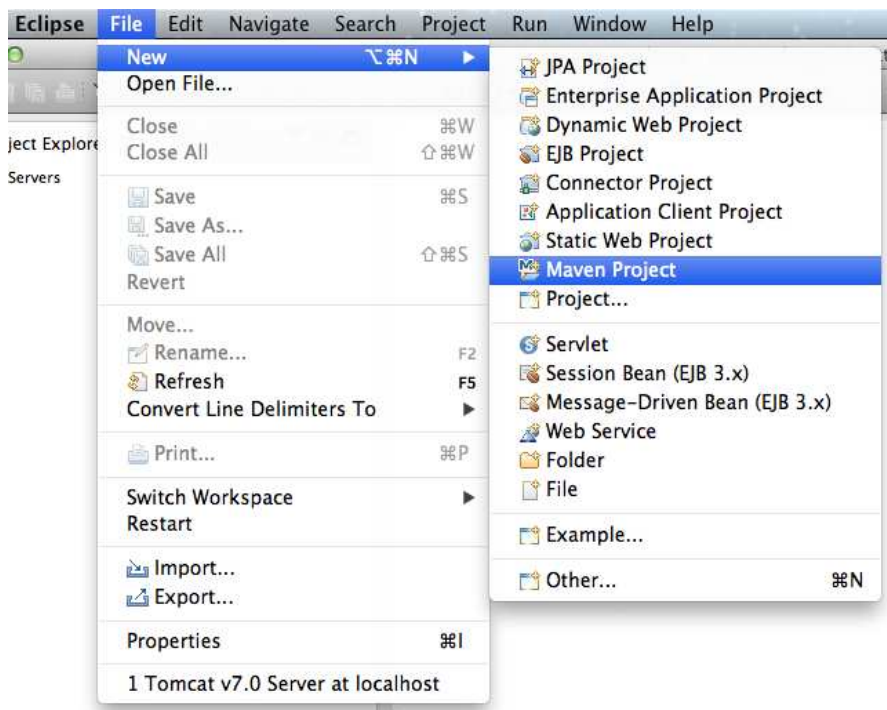 Eclipse File Edit Navigate Search Project Run Window Help
New ⌥⌘N ▶
Open File...
Close ⌘W
Close All ⇧⌘W
Save ⌘S
Save As...
Save All ⇧⌘S
Revert
Move...
Rename... F2
Refresh F5
Convert Line Delimiters To ▶
Print... ⌘P
Switch Workspace ▶
Restart
Import...
Export...
Properties ⌘I
1 Tomcat v7.0 Server at localhost
JPA Project
Enterprise Application Project
Dynamic Web Project
EJB Project
Connector Project
Application Client Project
Static Web Project
Maven Project
Project...
Servlet
Session Bean (EJB 3.x)
Message-Driven Bean (EJB 3.x)
Web Service
Folder
File
Example...
Other... ⌘N
ject Explore
Servers